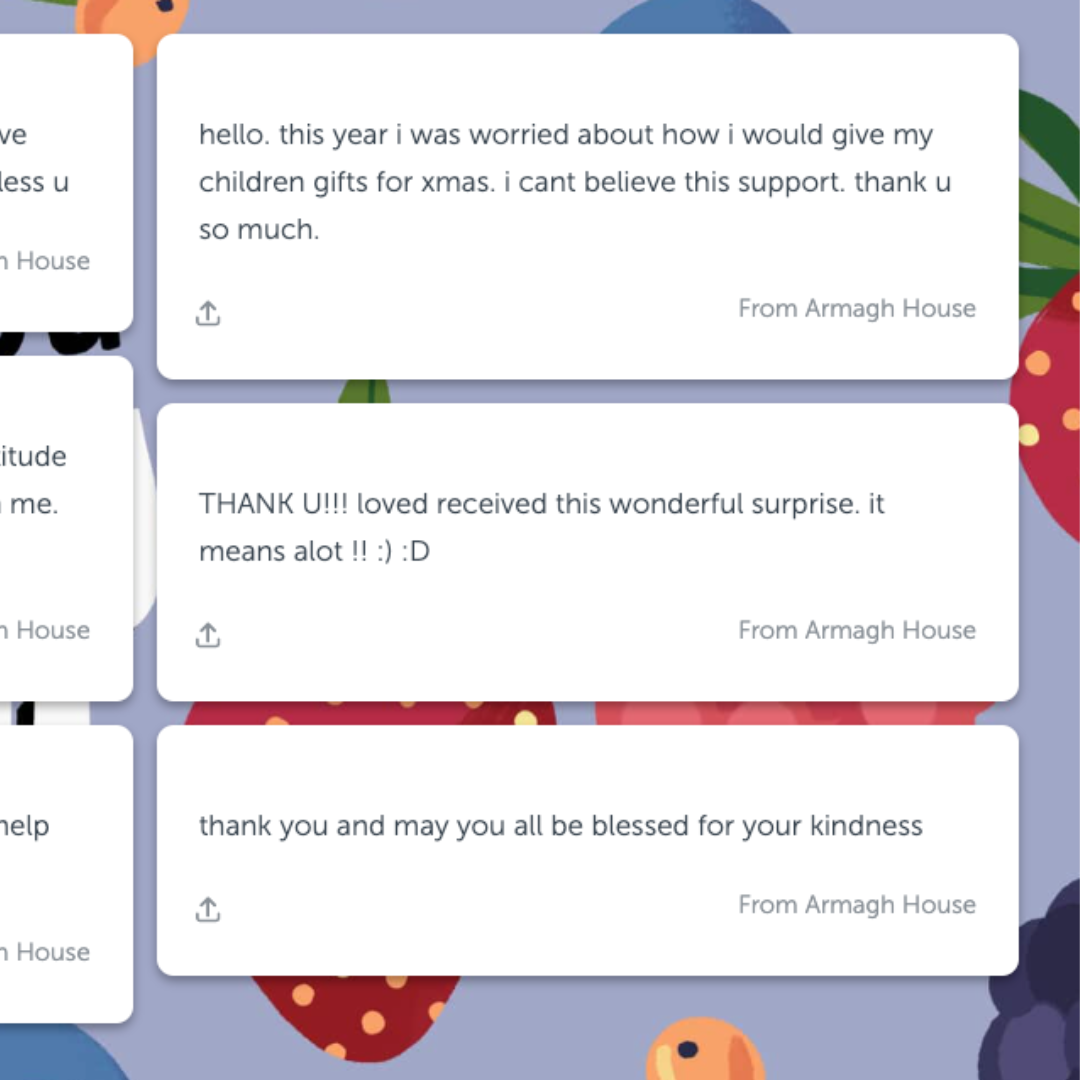 ve
less u
House
itude
me.
House
help
House
hello. this year i was worried about how i would give my
children gifts for xmas. i cant believe this support. thank u
so much.
From Armagh House
THANK U!!! loved received this wonderful surprise. it
means alot !! :) :D
From Armagh House
thank you and may you all be blessed for your kindness
From Armagh House